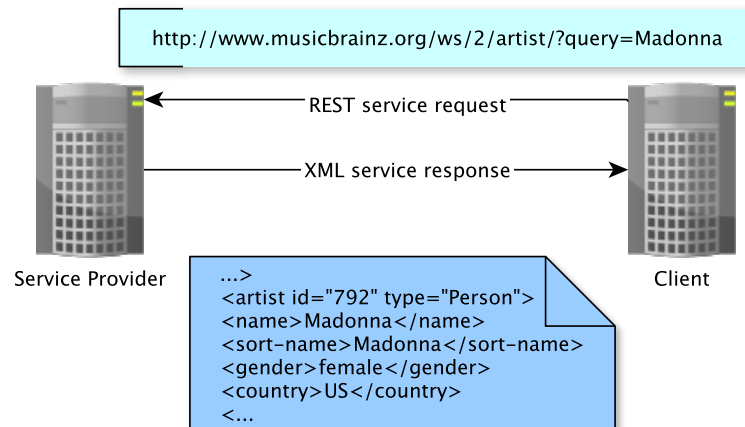 http://www.musicbrainz.org/ws/2/artist/?query=Madonna
REST service request
XML service response
Service Provider
Client
...>
<artist id="792" type="Person">
<name>Madonna</name>
<sort-name>Madonna</sort-name>
<gender>female</gender>
<country>US</country>
<...